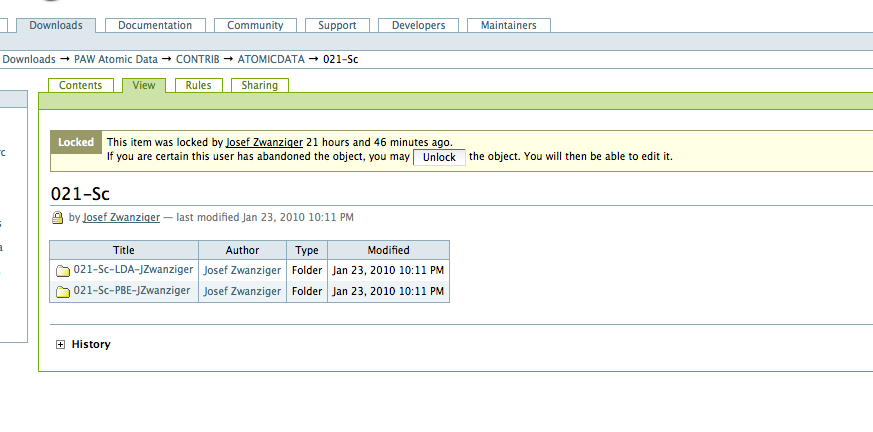 Downloads Documentation Community Support Developers Maintainers
Downloads → PAW Atomic Data → CONTRIB → ATOMICDATA → 021-Sc
Contents View Rules Sharing
Locked This item was locked by Josef Zwanziger 21 hours and 46 minutes ago.
If you are certain this user has abandoned the object, you may Unlock the object. You will then be able to edit it.
021-Sc
by Josef Zwanziger — last modified Jan 23, 2010 10:11 PM
Title Author Type Modified
021-Sc-LDA-JZwanziger Josef Zwanziger Folder Jan 23, 2010 10:11 PM
021-Sc-PBE-JZwanziger Josef Zwanziger Folder Jan 23, 2010 10:11 PM
History